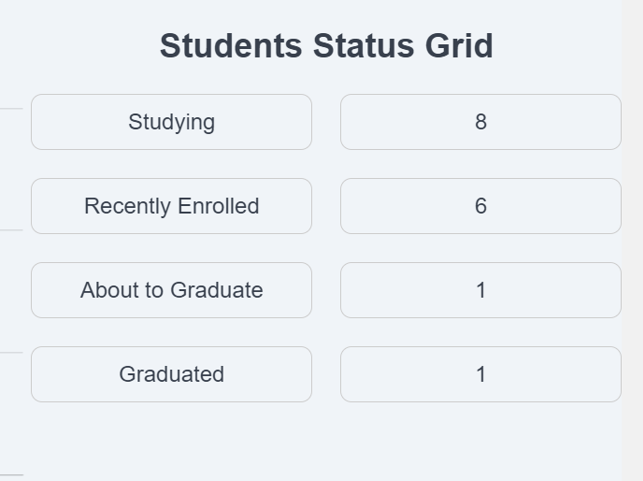 Students Status Grid
Studying 8
Recently Enrolled 6
About to Graduate 1
Graduated 1